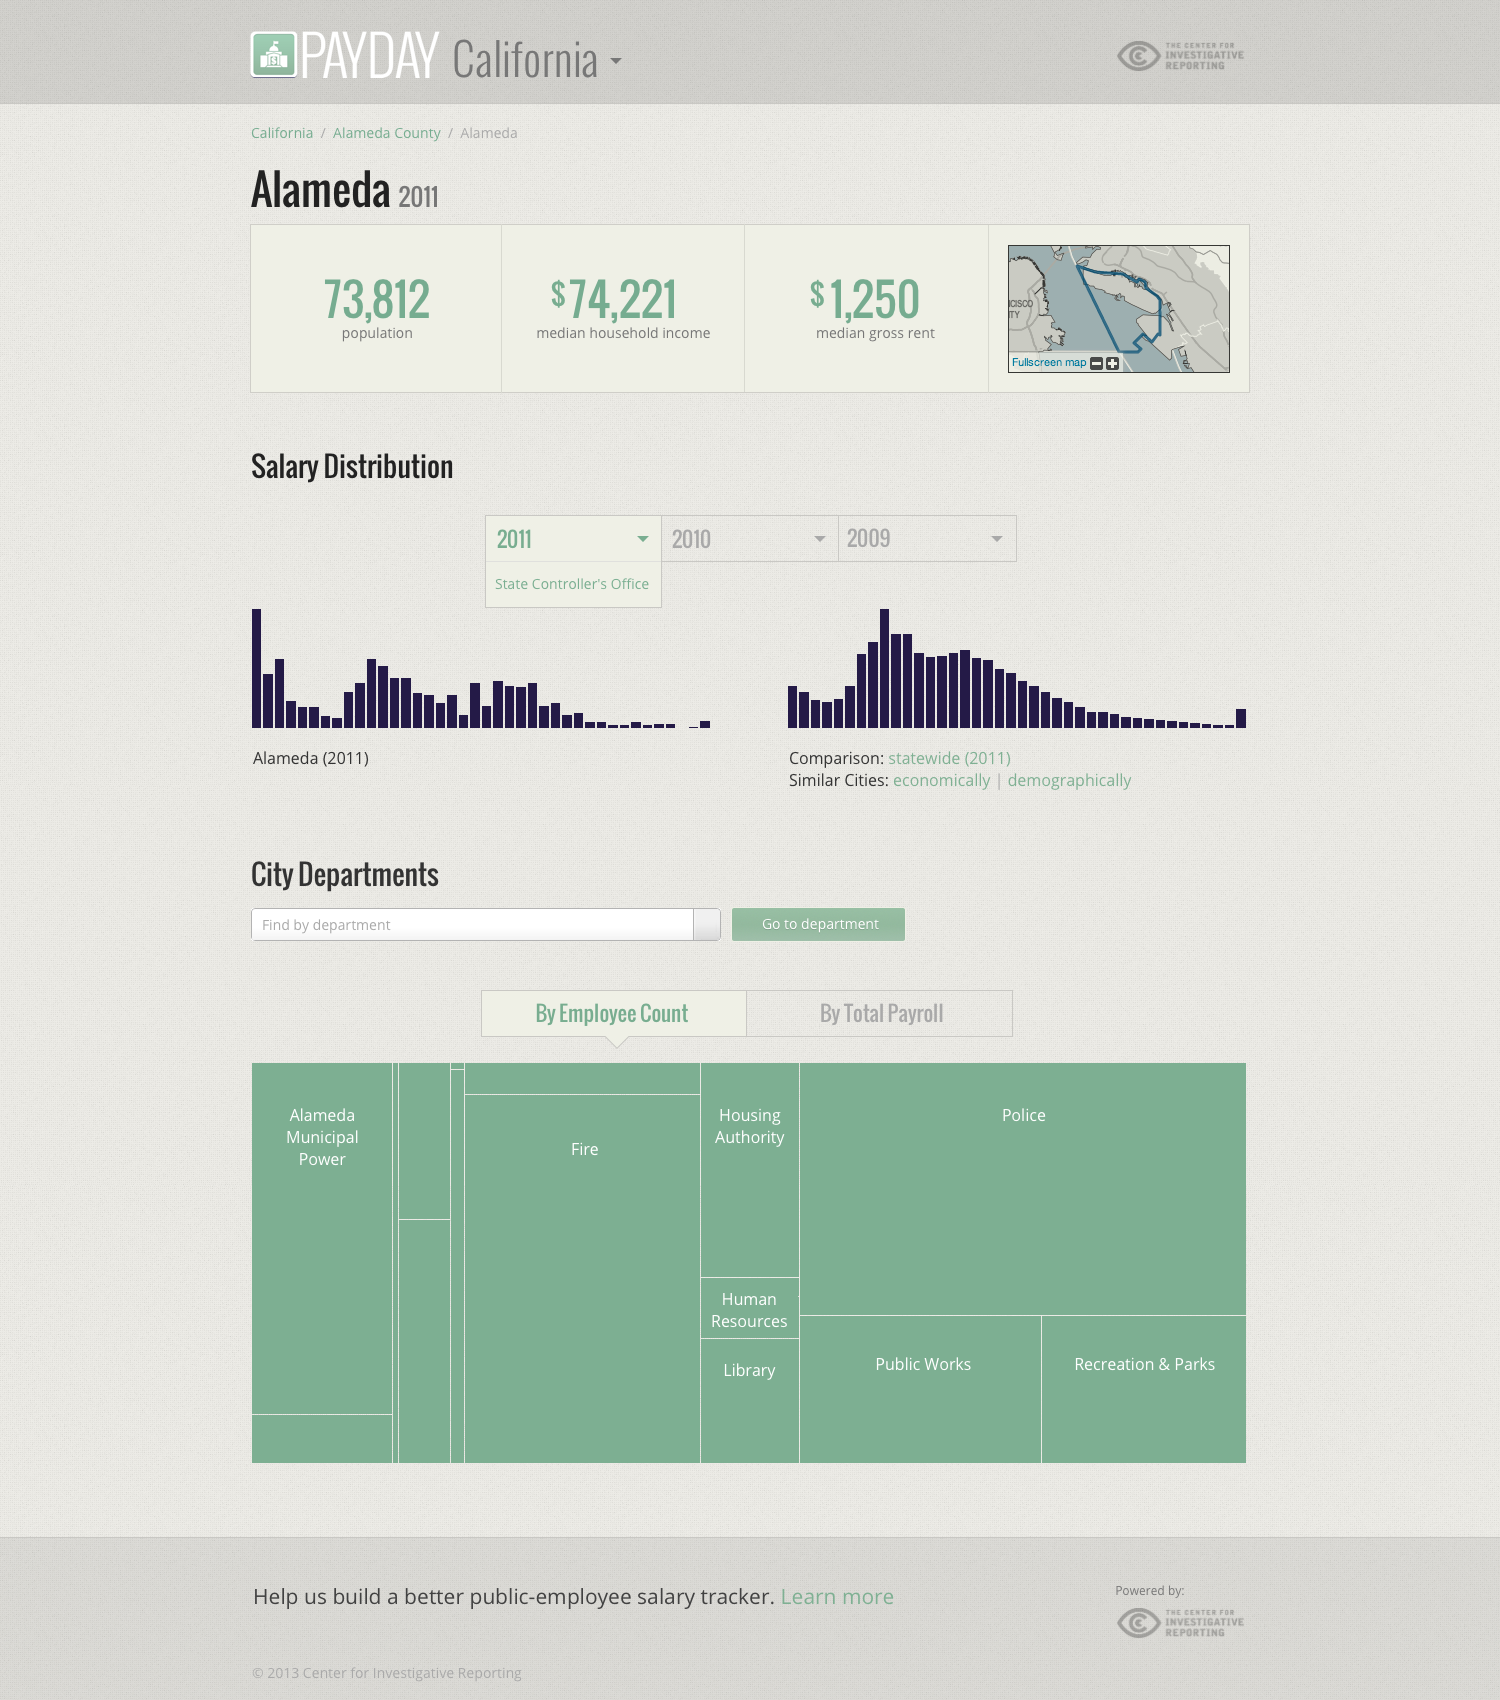 PAYDAY California
THE CENTER FOR
INVESTIGATIVE
REPORTING
California / Alameda County / Alameda
Alameda 2011
73,812
population
$74,221
median household income
$1,250
median gross rent
CISCO
TY
Fullscreen map
Salary Distribution
2011
2010
2009
State Controller's Office
Alameda (2011)
Comparison: statewide (2011)
Similar Cities: economically | demographically
City Departments
Find by department
Go to department
By Employee Count
By Total Payroll
Alameda
Municipal
Power
Fire
Housing
Authority
Human
Resources
Library
Police
Public Works
Recreation & Parks
Help us build a better public-employee salary tracker. Learn more
Powered by:
THE CENTER FOR
INVESTIGATIVE
REPORTING
© 2013 Center for Investigative Reporting